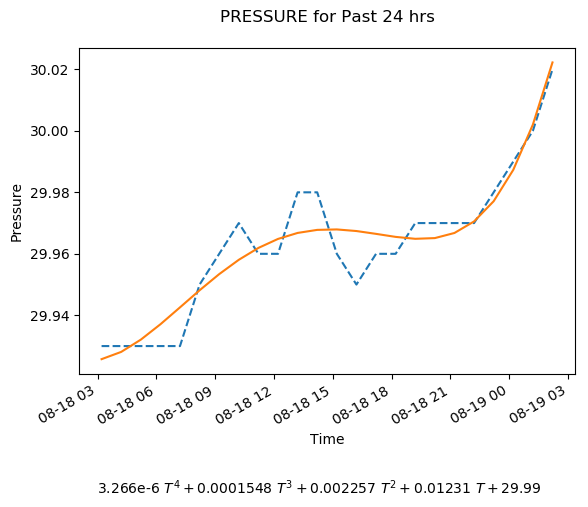 PRESSURE for Past 24 hrs
30.02
30.00
29.98
29.96
29.94
Pressure
08-18 03 08-18 06 08-18 09 08-18 12 08-18 15 08-18 18 08-18 21 08-19 00 08-19 03
Time
3.266e-6 T⁴ + 0.0001548 T³ + 0.002257 T² + 0.01231 T + 29.99